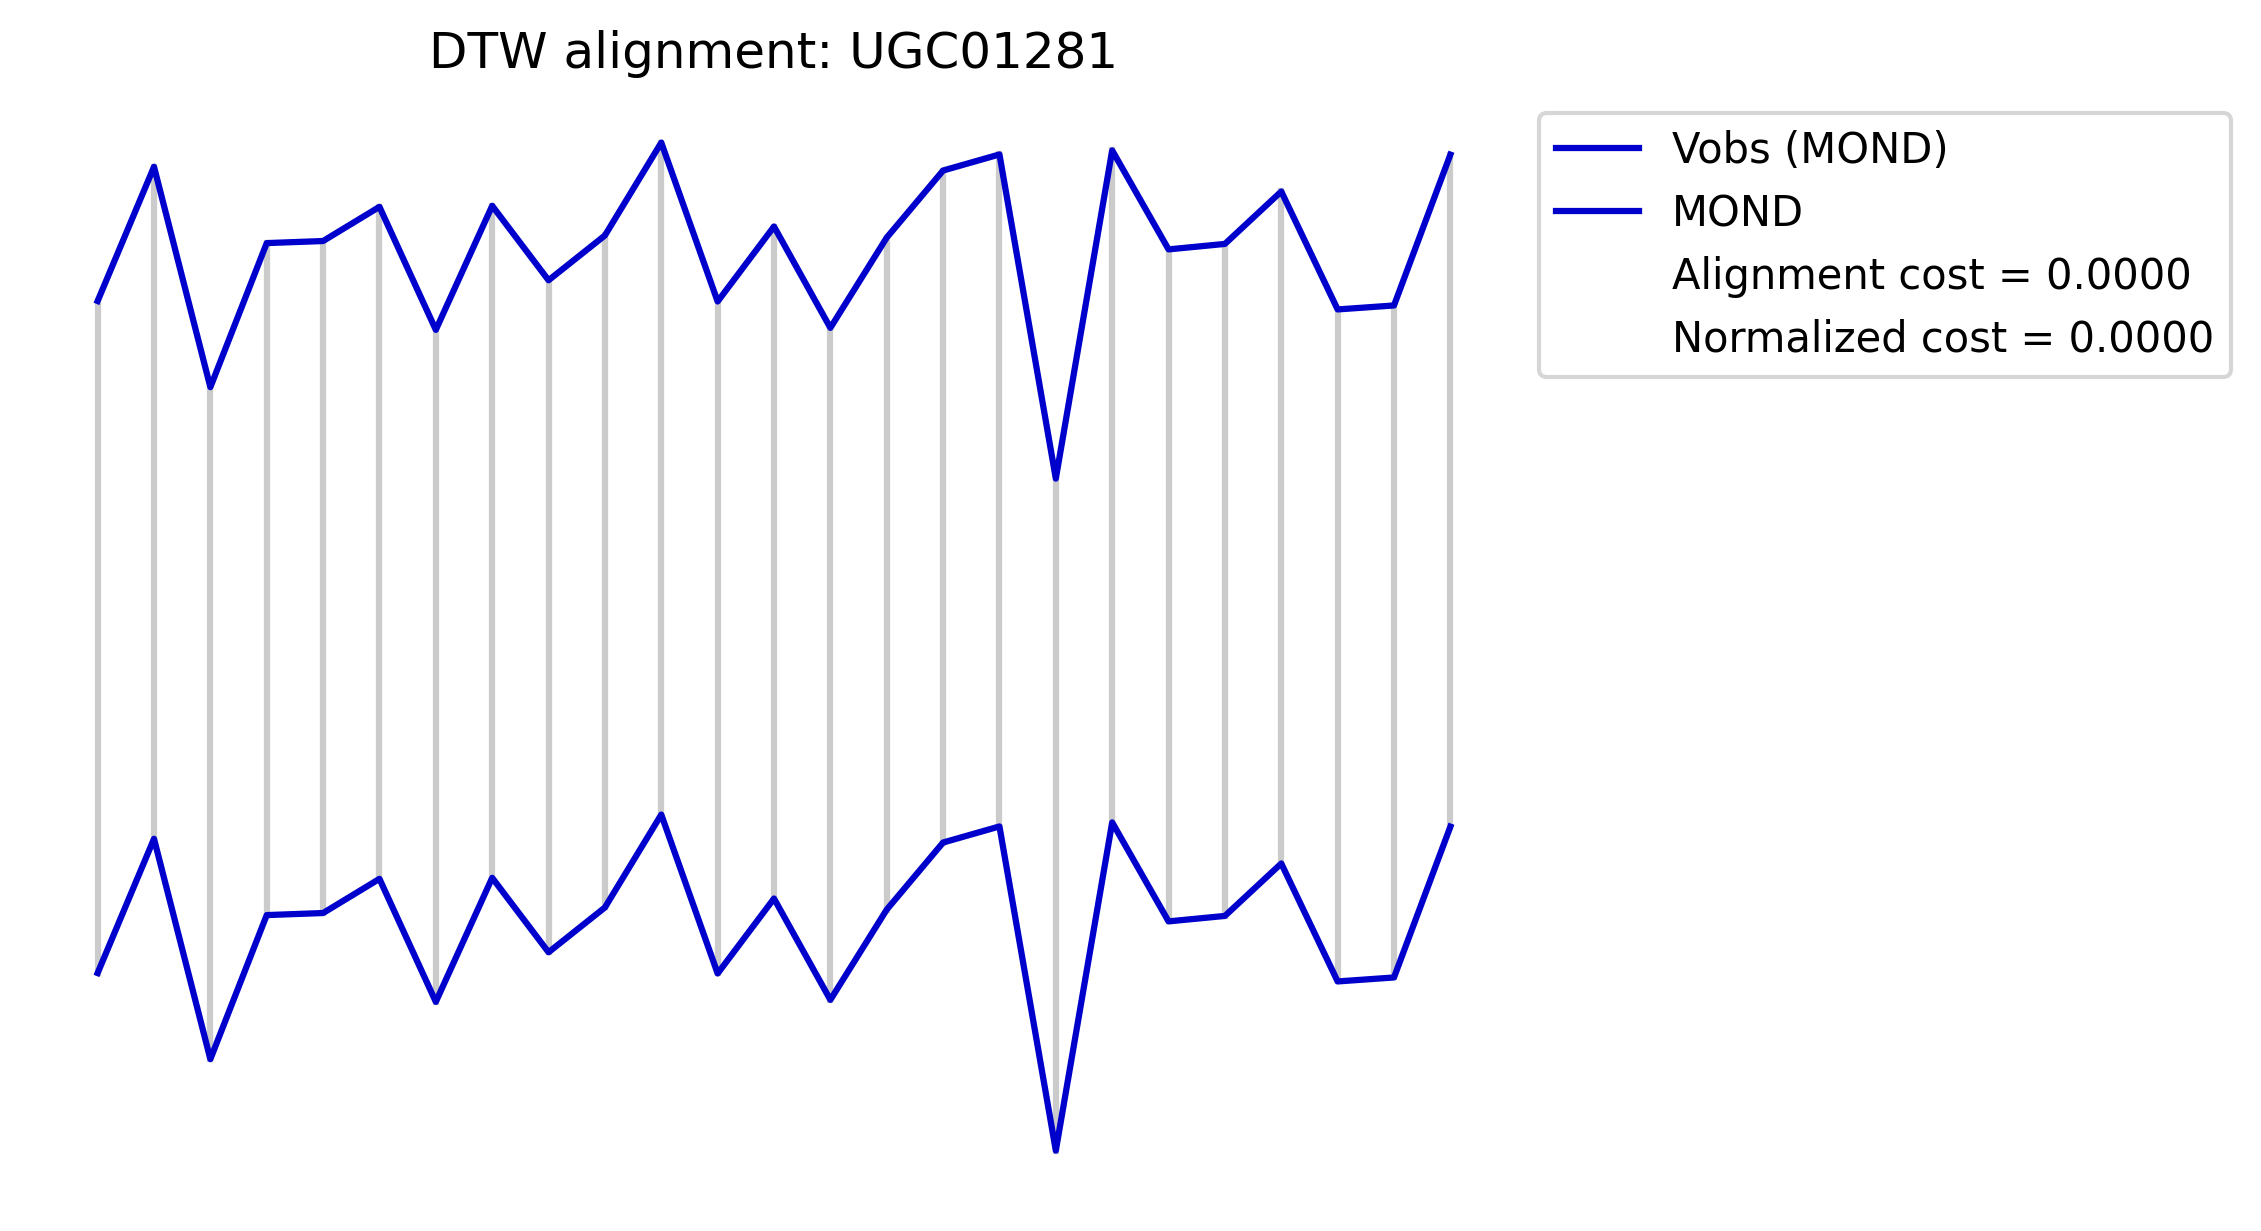 DTW alignment: UGC01281
Vobs (MOND)
MOND
Alignment cost = 0.0000
Normalized cost = 0.0000